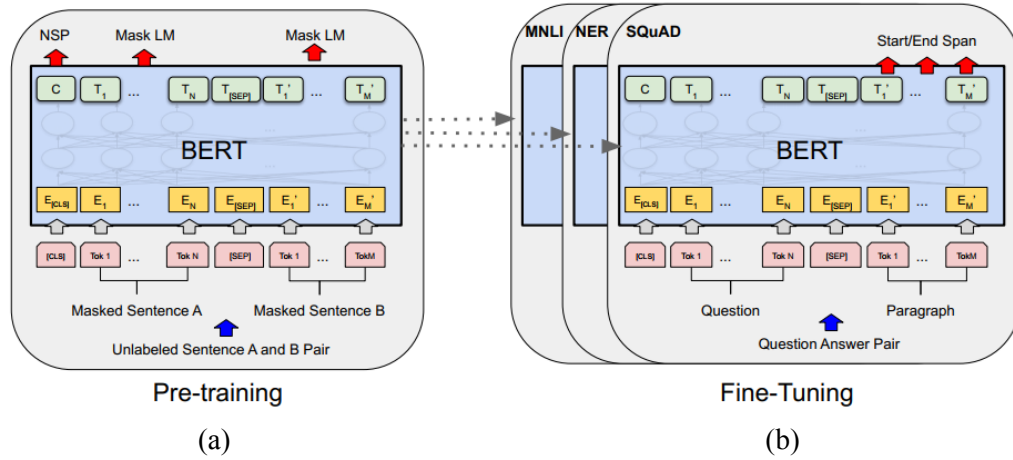 NSP Mask LM Mask LM
C T1 ... TN T[SEP] T1' ... TM'
...
BERT
...
E[CLS] E1 ... EN E[SEP] E1' ... EM'
[CLS] Tok 1 ... Tok N [SEP] Tok 1 ... TokM
Masked Sentence A Masked Sentence B
Unlabeled Sentence A and B Pair
Pre-training
(a)
MNLI NER SQuAD
Start/End Span
C T1 ... TN T[SEP] T1' ... TM'
...
BERT
...
E[CLS] E1 ... EN E[SEP] E1' ... EM'
[CLS] Tok 1 ... Tok N [SEP] Tok 1 ... TokM
Question Paragraph
Question Answer Pair
Fine-Tuning
(b)